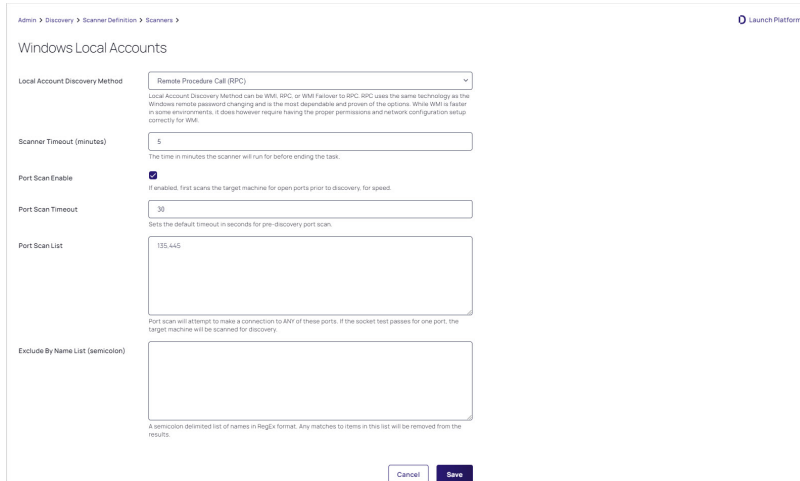 Admin > Discovery > Scanner Definition > Scanners >
Launch Platform
Windows Local Accounts
Local Account Discovery Method
Remote Procedure Call (RPC)
Local Account Discovery Method can be WMI, RPC, or WMI Failover to RPC. RPC uses the same technology as the
Windows remote password changing and is the most dependable and proven of the options. While WMI is faster
in some environments, it does however require having the proper permissions and network configuration setup
correctly for WMI.
Scanner Timeout (minutes)
5
The time in minutes the scanner will run for before ending the task.
Port Scan Enable
If enabled, first scans the target machine for open ports prior to discovery, for speed.
Port Scan Timeout
30
Sets the default timeout in seconds for pre-discovery port scan.
Port Scan List
135,445
Port scan will attempt to make a connection to ANY of these ports. If the socket test passes for one port, the
target machine will be scanned for discovery.
Exclude By Name List (semicolon)
A semicolon delimited list of names in RegEx format. Any matches to items in this list will be removed from the
results.
Cancel
Save